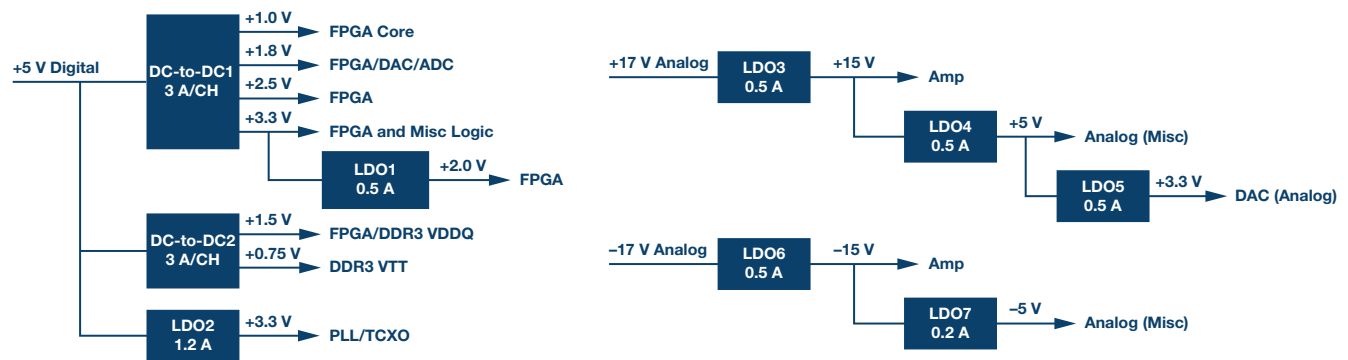 +5 V Digital
DC-to-DC1
3 A/CH
+1.0 V
FPGA Core
+1.8 V
FPGA/DAC/ADC
+2.5 V
FPGA
+3.3 V
FPGA and Misc Logic
LDO1
0.5 A
+2.0 V
FPGA
DC-to-DC2
3 A/CH
+1.5 V
FPGA/DDR3 VDDQ
+0.75 V
DDR3 VTT
LDO2
1.2 A
+3.3 V
PLL/TCXO
+17 V Analog
LDO3
0.5 A
+15 V
Amp
LDO4
0.5 A
+5 V
Analog (Misc)
LDO5
0.5 A
+3.3 V
DAC (Analog)
–17 V Analog
LDO6
0.5 A
–15 V
Amp
LDO7
0.2 A
–5 V
Analog (Misc)